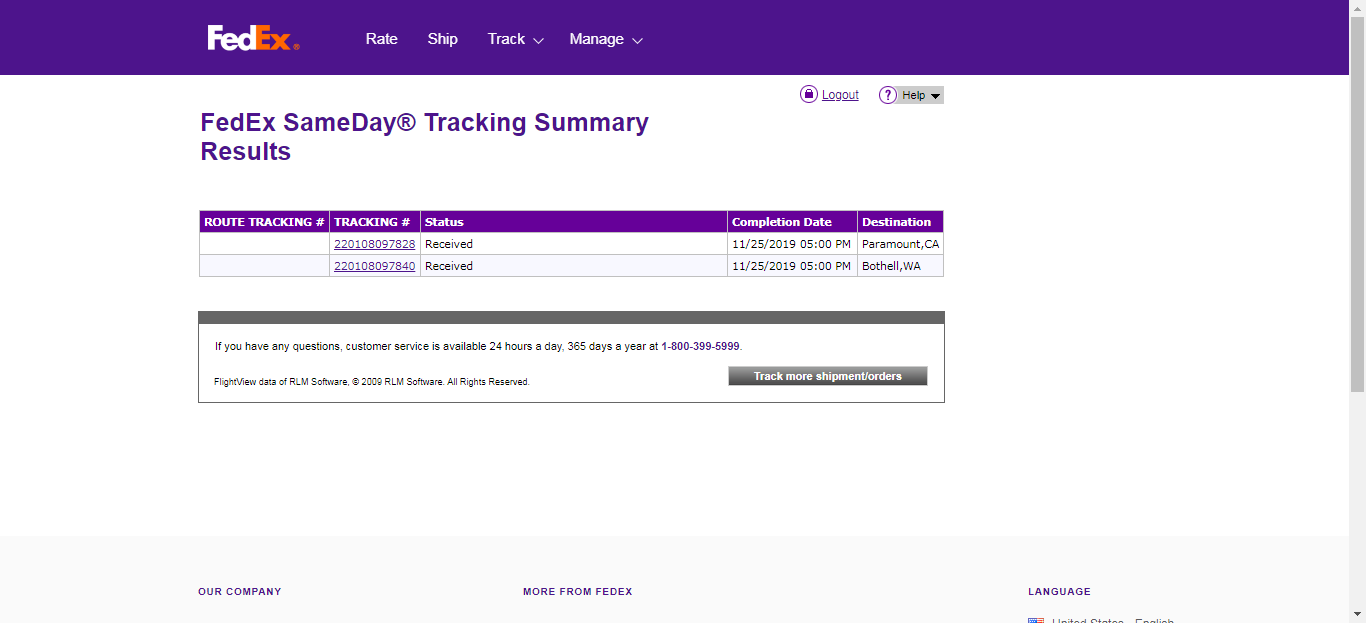 FedEx®
Rate Ship Track Manage
Logout ? Help
FedEx SameDay® Tracking Summary
Results
ROUTE TRACKING # TRACKING # Status Completion Date Destination
220108097828 Received 11/25/2019 05:00 PM Paramount,CA
220108097840 Received 11/25/2019 05:00 PM Bothell,WA
If you have any questions, customer service is available 24 hours a day, 365 days a year at 1-800-399-5999.
Track more shipment/orders
FlightView data of RLM Software, © 2009 RLM Software. All Rights Reserved.
OUR COMPANY MORE FROM FEDEX LANGUAGE
United States - English